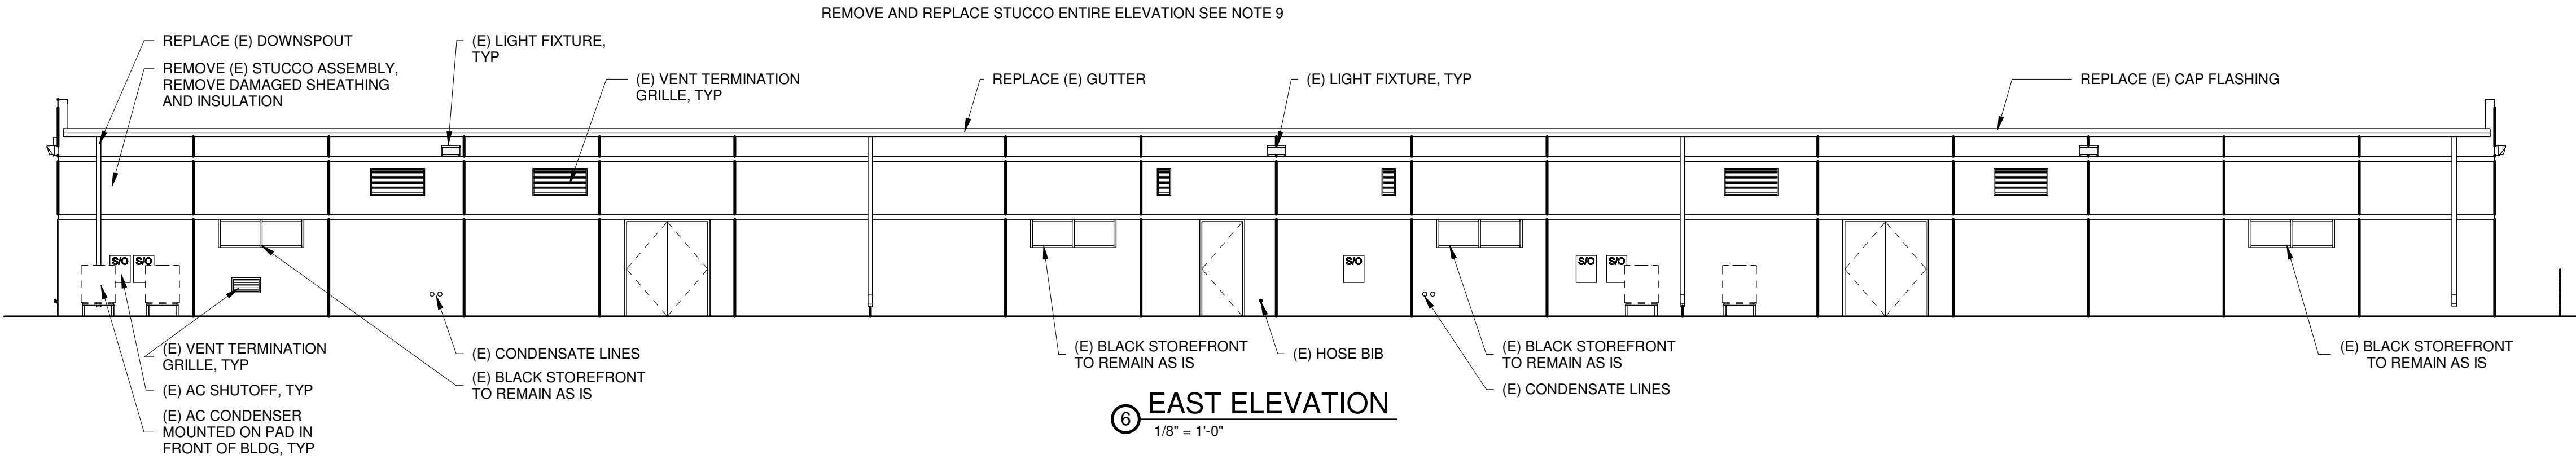 REMOVE AND REPLACE STUCCO ENTIRE ELEVATION SEE NOTE 9
REPLACE (E) DOWNSPOUT
REMOVE (E) STUCCO ASSEMBLY,
REMOVE DAMAGED SHEATHING
AND INSULATION
(E) LIGHT FIXTURE,
TYP
(E) VENT TERMINATION
GRILLE, TYP
REPLACE (E) GUTTER
(E) LIGHT FIXTURE, TYP
REPLACE (E) CAP FLASHING
S/O
S/O
S/O
S/O
S/O
(E) VENT TERMINATION
GRILLE, TYP
(E) AC SHUTOFF, TYP
(E) AC CONDENSER
MOUNTED ON PAD IN
FRONT OF BLDG, TYP
(E) CONDENSATE LINES
(E) BLACK STOREFRONT
TO REMAIN AS IS
(E) BLACK STOREFRONT
TO REMAIN AS IS
(E) HOSE BIB
(E) BLACK STOREFRONT
TO REMAIN AS IS
(E) CONDENSATE LINES
(E) BLACK STOREFRONT
TO REMAIN AS IS
6 EAST ELEVATION
1/8" = 1'-0"